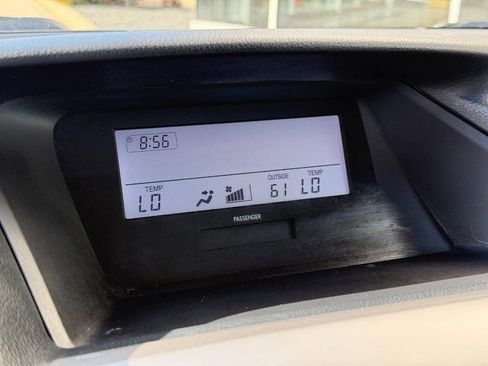 8:56
TEMP OUTSIDE TEMP
LO 61 LO
PASSENGER